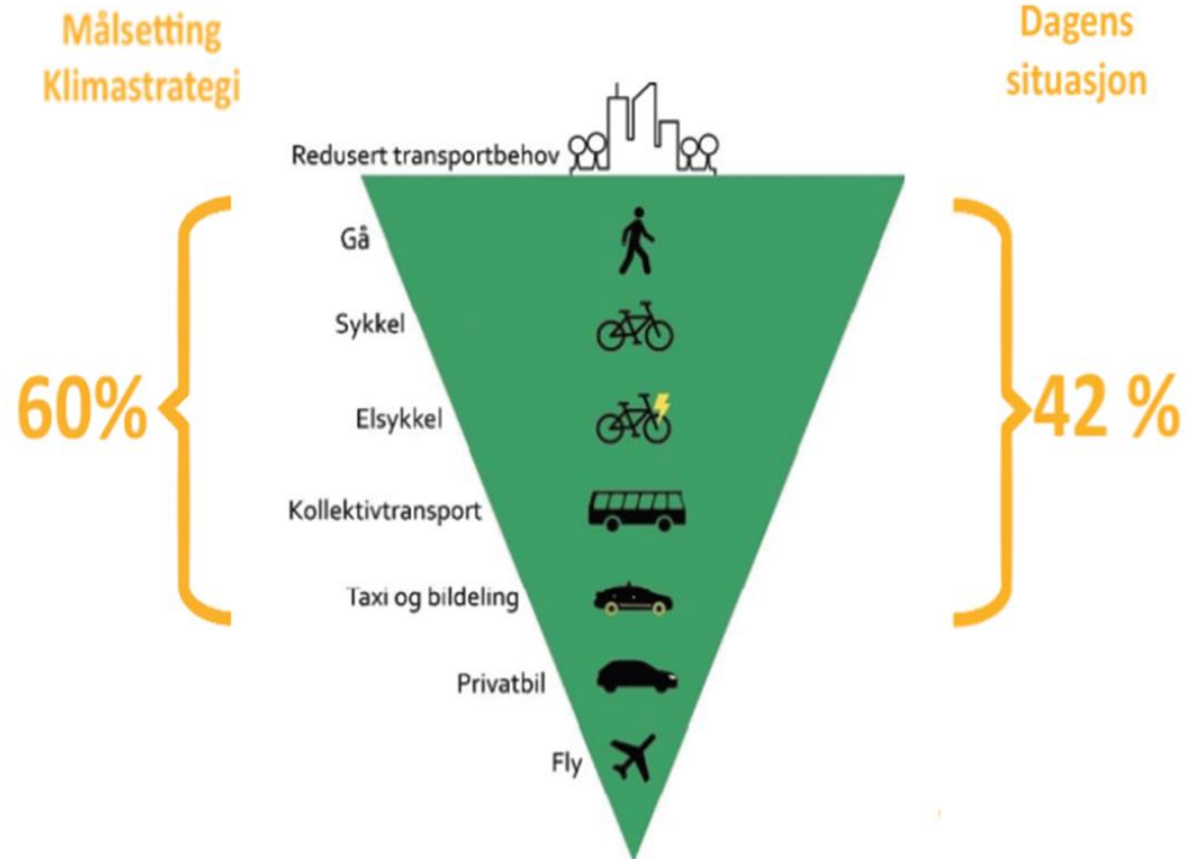 Målsetting
Klimastrategi
Dagens
situasjon
Redusert transportbehov
Gå
Sykkel
60%
Elsykkel
42 %
Kollektivtransport
Taxi og bildeling
Privatbil
Fly